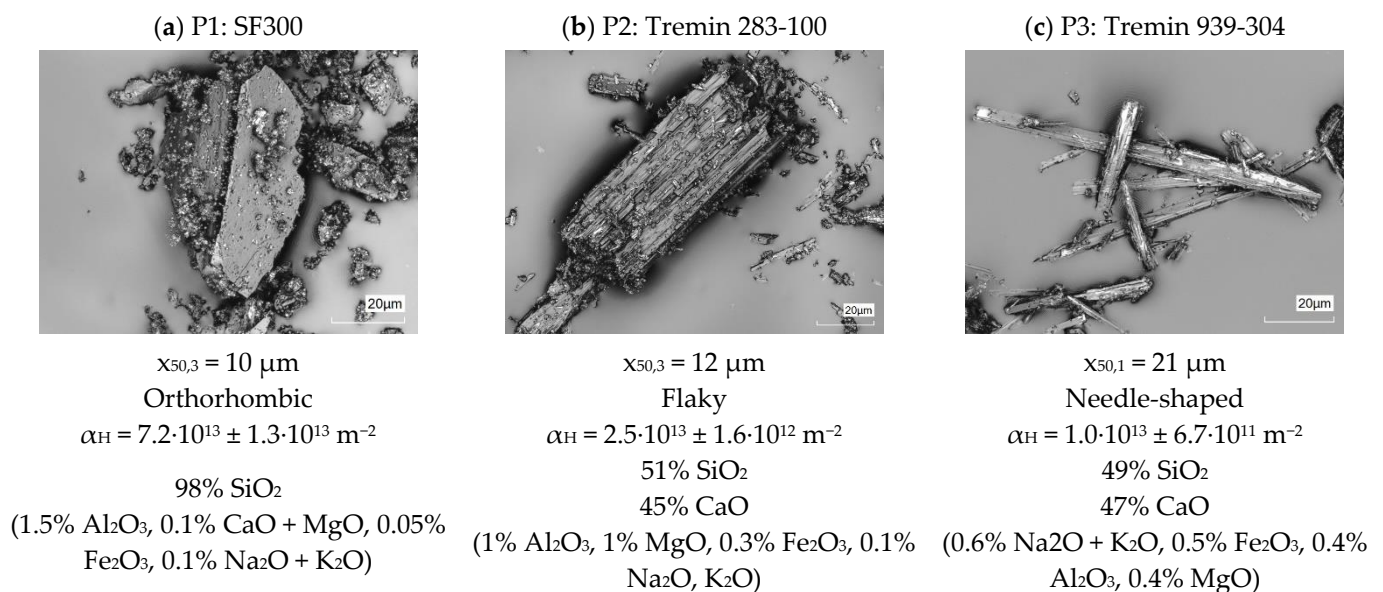 (a) P1: SF300
(b) P2: Tremin 283-100
(c) P3: Tremin 939-304
20µm
20µm
20µm
x50,3 = 10 µm
Orthorhombic
αH = 7.2·10¹³ ± 1.3·10¹³ m⁻²
98% SiO₂
(1.5% Al₂O₃, 0.1% CaO + MgO, 0.05%
Fe₂O₃, 0.1% Na₂O + K₂O)
x50,3 = 12 µm
Flaky
αH = 2.5·10¹³ ± 1.6·10¹² m⁻²
51% SiO₂
45% CaO
(1% Al₂O₃, 1% MgO, 0.3% Fe₂O₃, 0.1%
Na₂O, K₂O)
x50,1 = 21 µm
Needle-shaped
αH = 1.0·10¹³ ± 6.7·10¹¹ m⁻²
49% SiO₂
47% CaO
(0.6% Na2O + K₂O, 0.5% Fe₂O₃, 0.4%
Al₂O₃, 0.4% MgO)